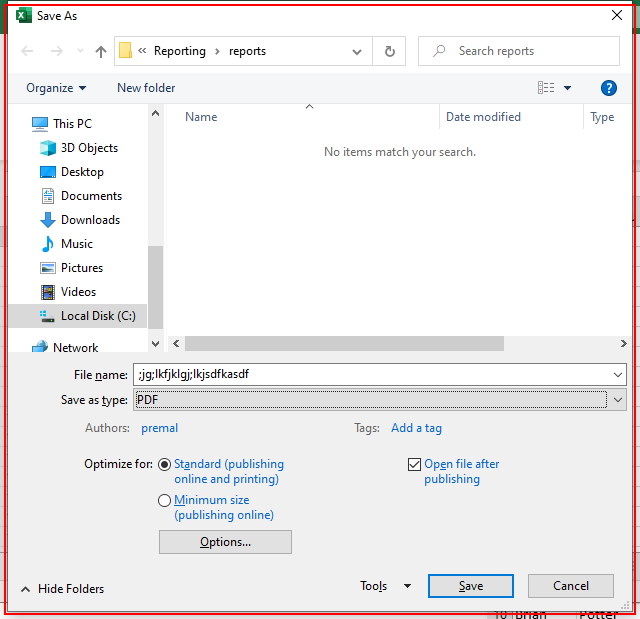 Save As
« Reporting › reports
Search reports
Organize
New folder
?
Name
Date modified
Type
No items match your search.
This PC
3D Objects
Desktop
Documents
Downloads
Music
Pictures
Videos
Local Disk (C:)
Network
File name: ;jg;lkfjklgj;lkjsdfkasdf
Save as type: PDF
Authors: premal
Tags: Add a tag
Optimize for:
Standard (publishing
online and printing)
Minimum size
(publishing online)
Open file after
publishing
Options...
Hide Folders
Tools
Save
Cancel
10 Brian Potter